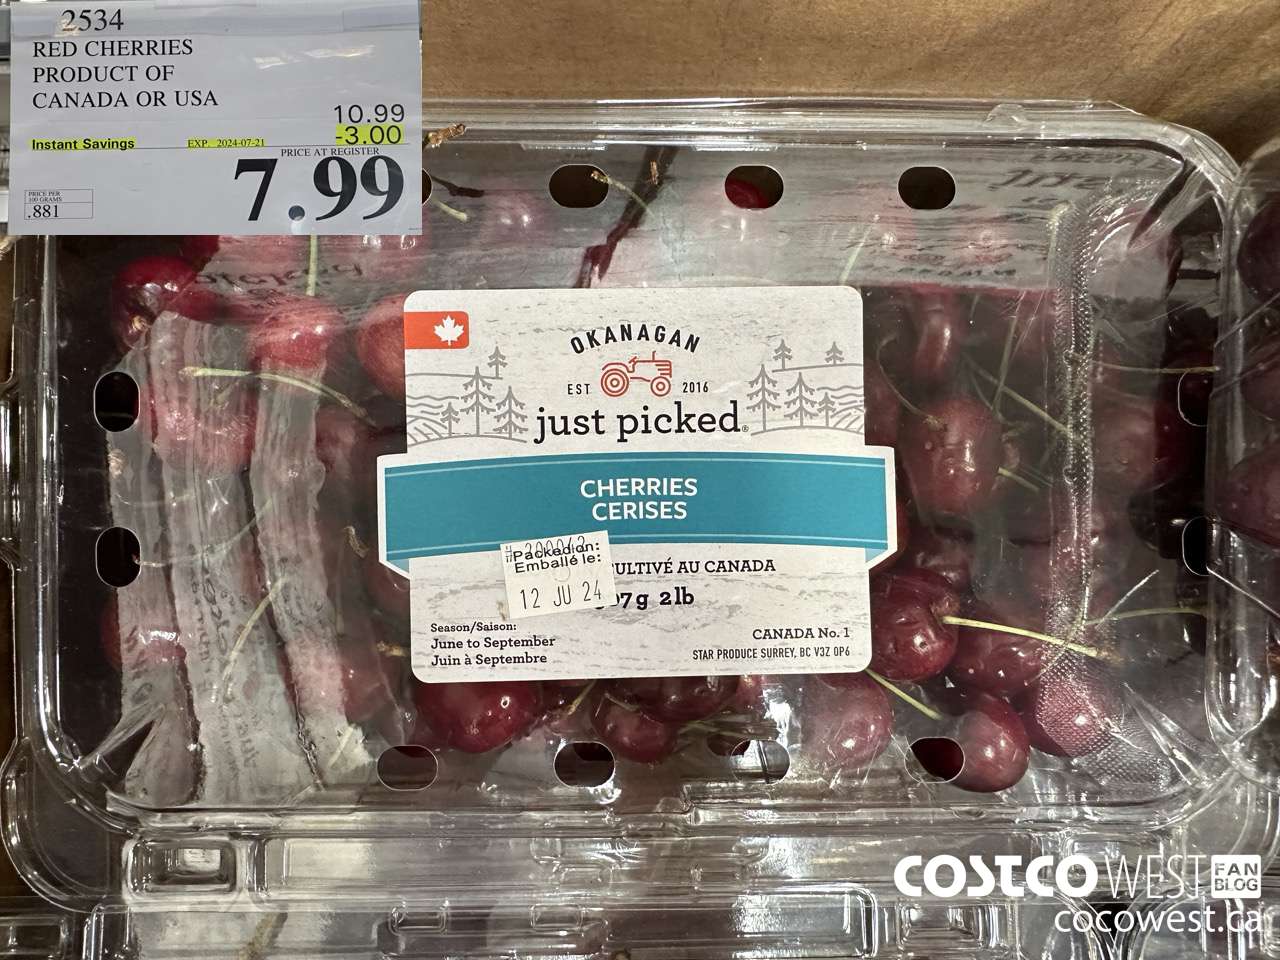 2534
RED CHERRIES
PRODUCT OF
CANADA OR USA
10.99
Instant Savings EXP. 2024-07-21 -3.00
PRICE AT REGISTER
7.99
PRICE PER
100 GRAMS
.881
OKANAGAN
EST 2016
just picked®
CHERRIES
CERISES
Packed on:
Emballé le:
12 JU 24
CULTIVÉ AU CANADA
07g 2lb
Season/Saison:
June to September
Juin à Septembre
CANADA No. 1
STAR PRODUCE SURREY, BC V3Z 0P6
COSTCO WEST FAN BLOG
cocowest.ca